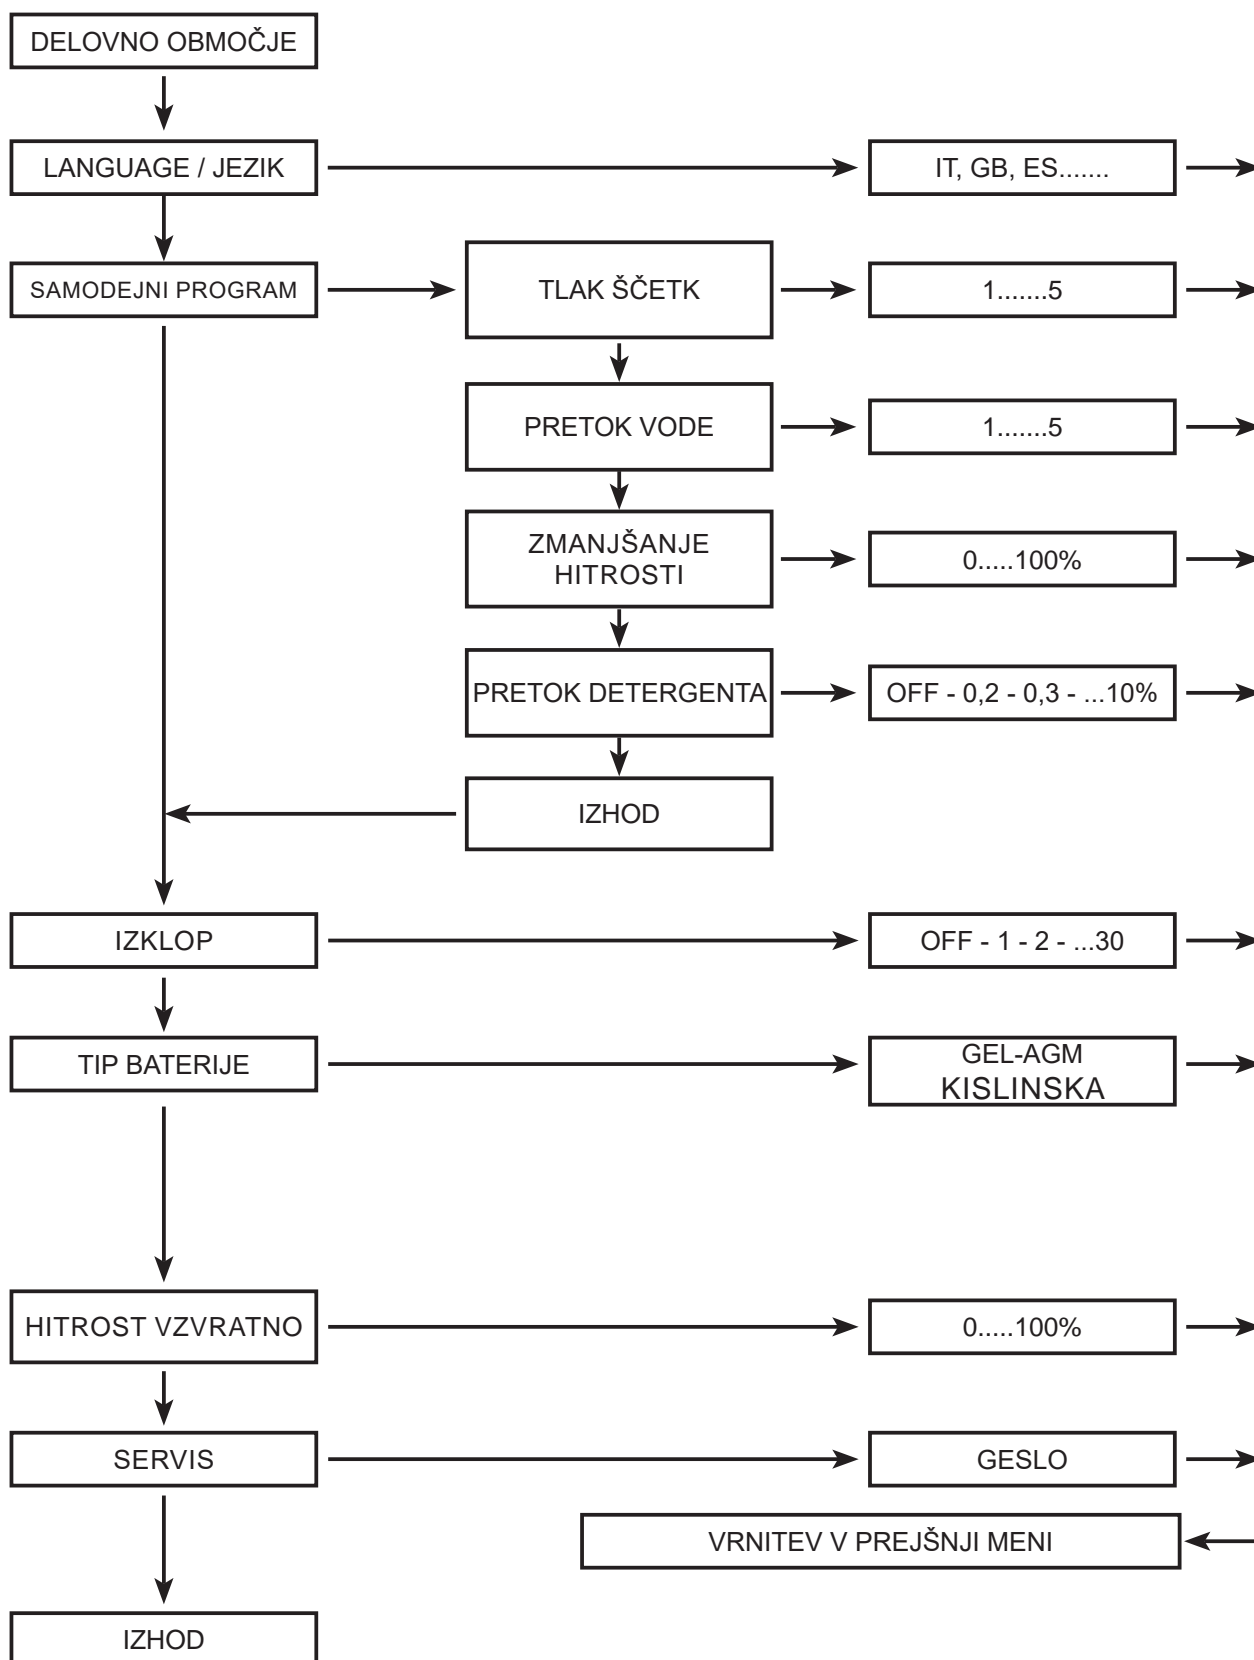 DELOVNO OBMOČJE
LANGUAGE / JEZIK
IT, GB, ES.......
SAMODEJNI PROGRAM
TLAK ŠČETK
1.......5
PRETOK VODE
1.......5
ZMANJŠANJE
HITROSTI
0.....100%
PRETOK DETERGENTA
OFF - 0,2 - 0,3 - ...10%
IZHOD
IZKLOP
OFF - 1 - 2 - ...30
TIP BATERIJE
GEL-AGM
KISLINSKA
HITROST VZVRATNO
0.....100%
SERVIS
GESLO
VRNITEV V PREJŠNJI MENI
IZHOD